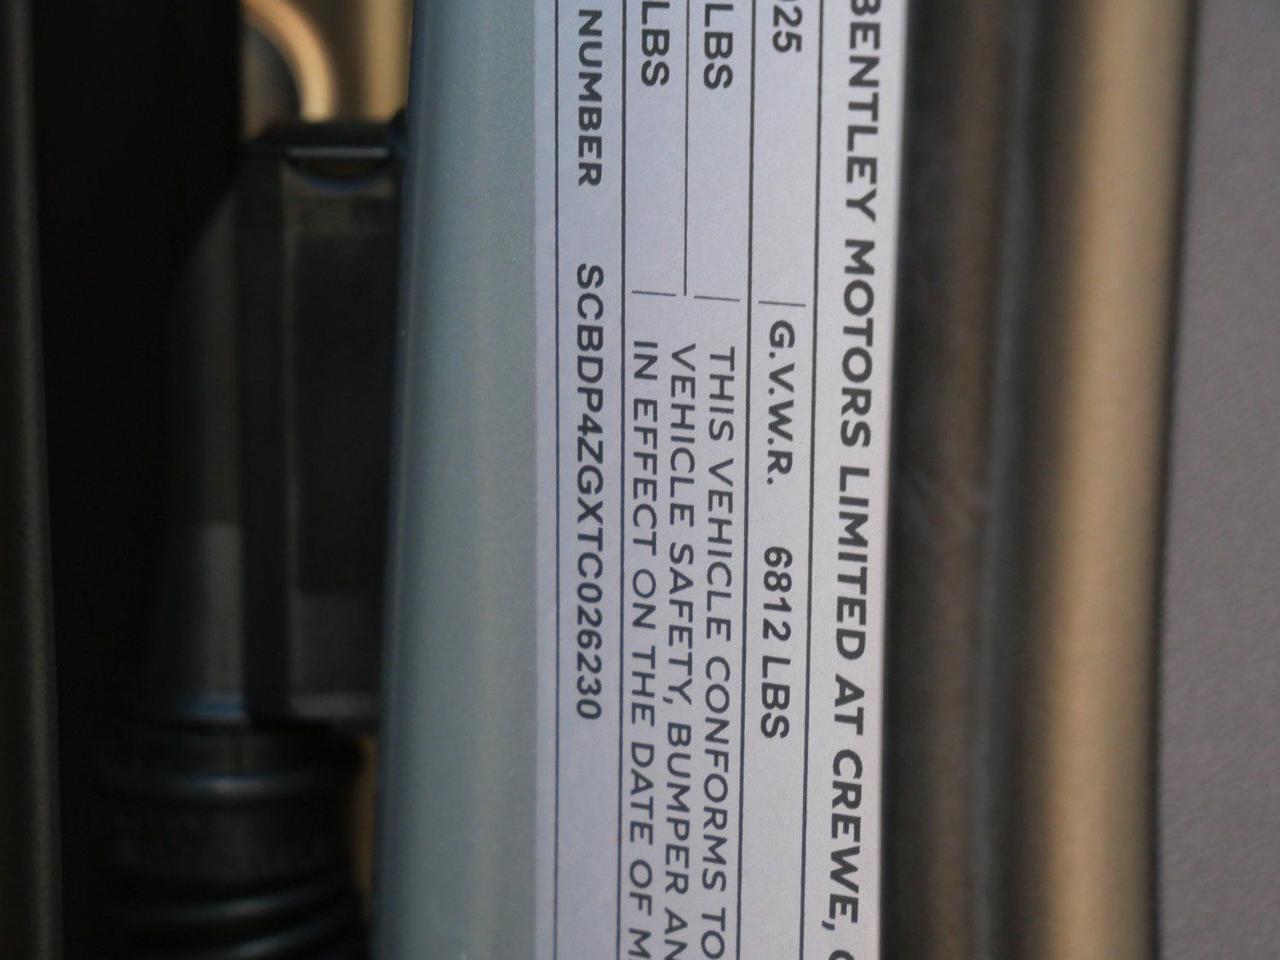 BENTLEY MOTORS LIMITED AT CREWE,
025 G.V.W.R. 6812 LBS
LBS THIS VEHICLE CONFORMS TO
VEHICLE SAFETY, BUMPER AN
LBS IN EFFECT ON THE DATE OF M
NUMBER SCBDP4ZGXTC026230